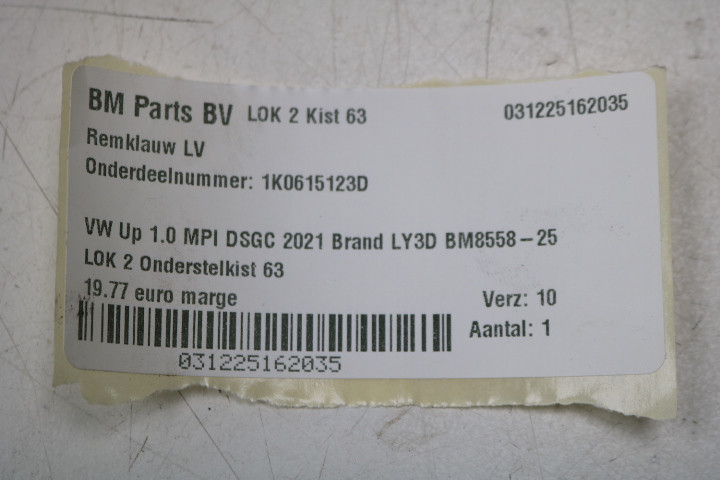 BM Parts BV LOK 2 Kist 63 031225162035
Remklauw LV
Onderdeelnummer: 1K0615123D
VW Up 1.0 MPI DSGC 2021 Brand LY3D BM8558-25
LOK 2 Onderstelkist 63
19.77 euro marge Verz: 10
Aantal: 1
031225162035